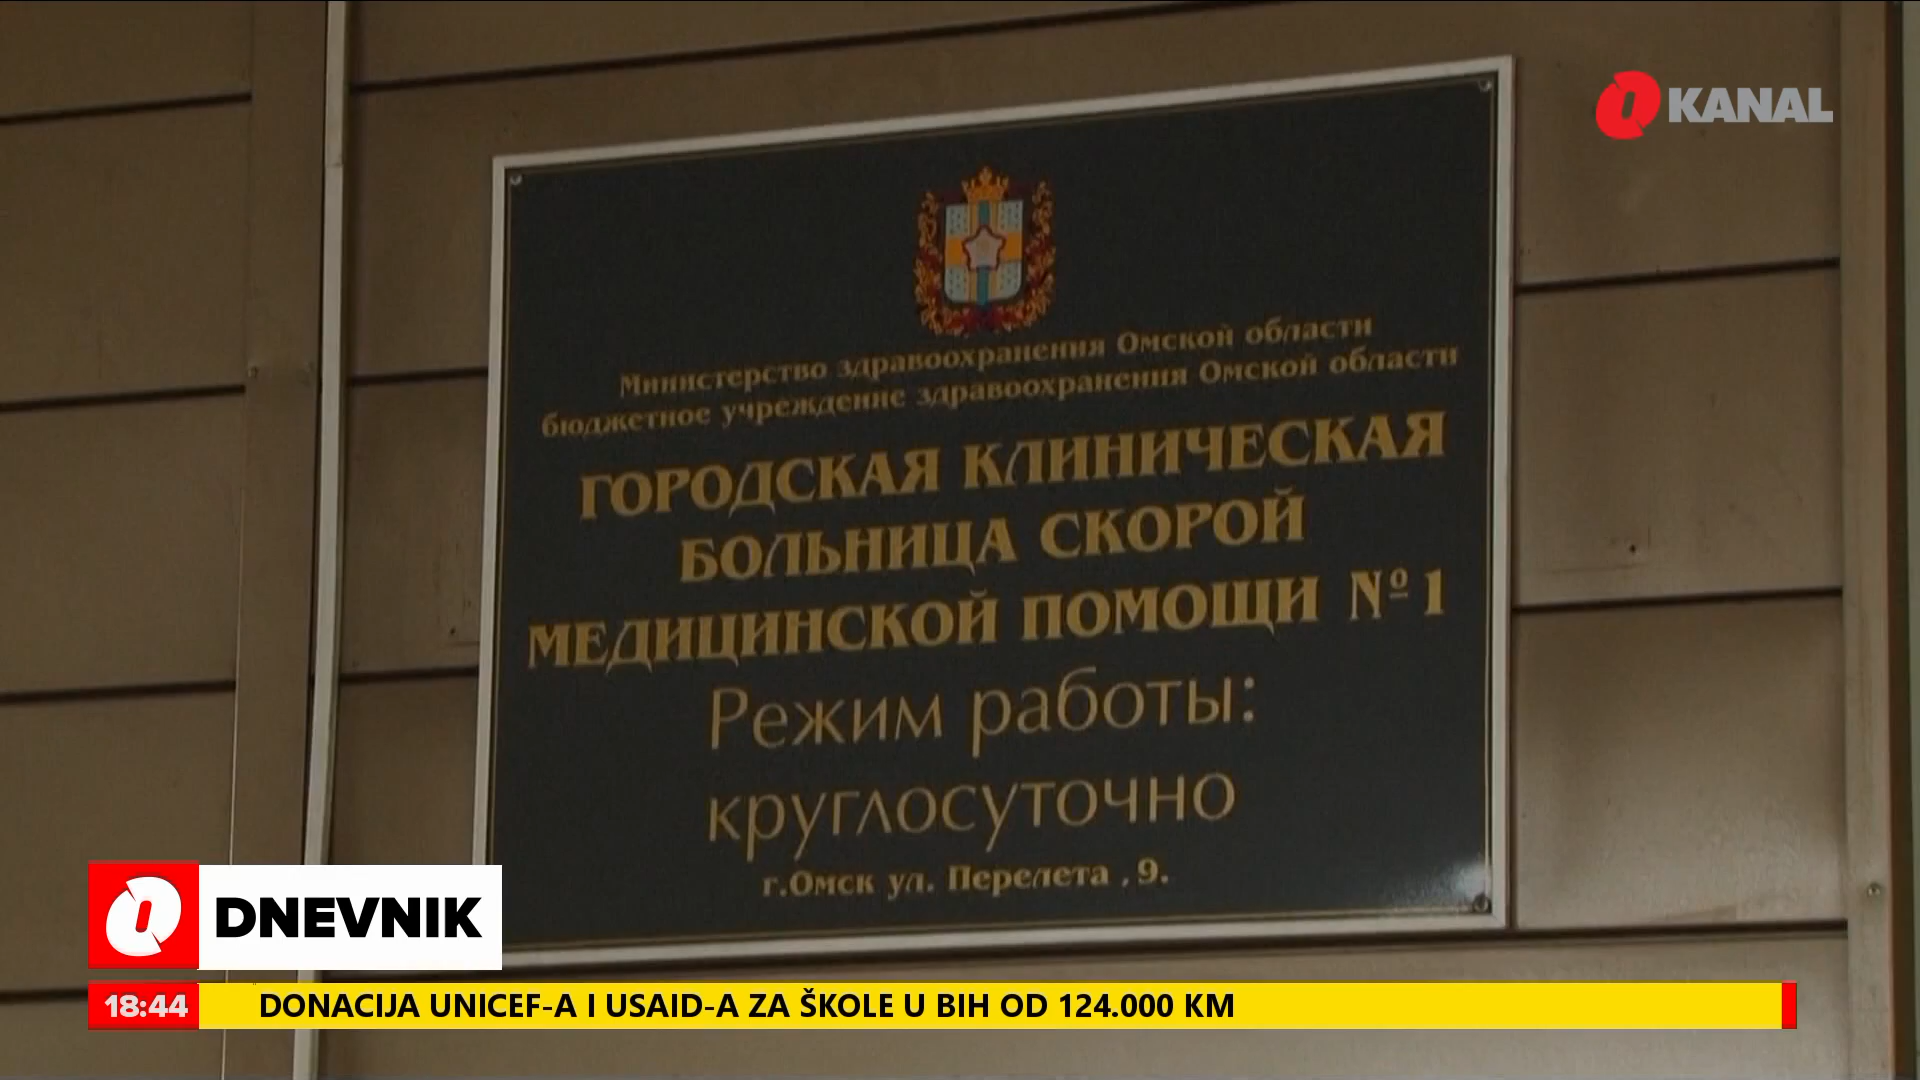 O KANAL
Министерство здравоохранения Омской области
бюджетное учреждение здравоохранения Омской области
ГОРОДСКАЯ КЛИНИЧЕСКАЯ
БОЛЬНИЦА СКОРОЙ
МЕДИЦИНСКОЙ ПОМОЩИ №1
Режим работы:
круглосуточно
г.Омск ул. Перелета , 9.
O DNEVNIK
18:44 DONACIJA UNICEF-A I USAID-A ZA ŠKOLE U BIH OD 124.000 KM